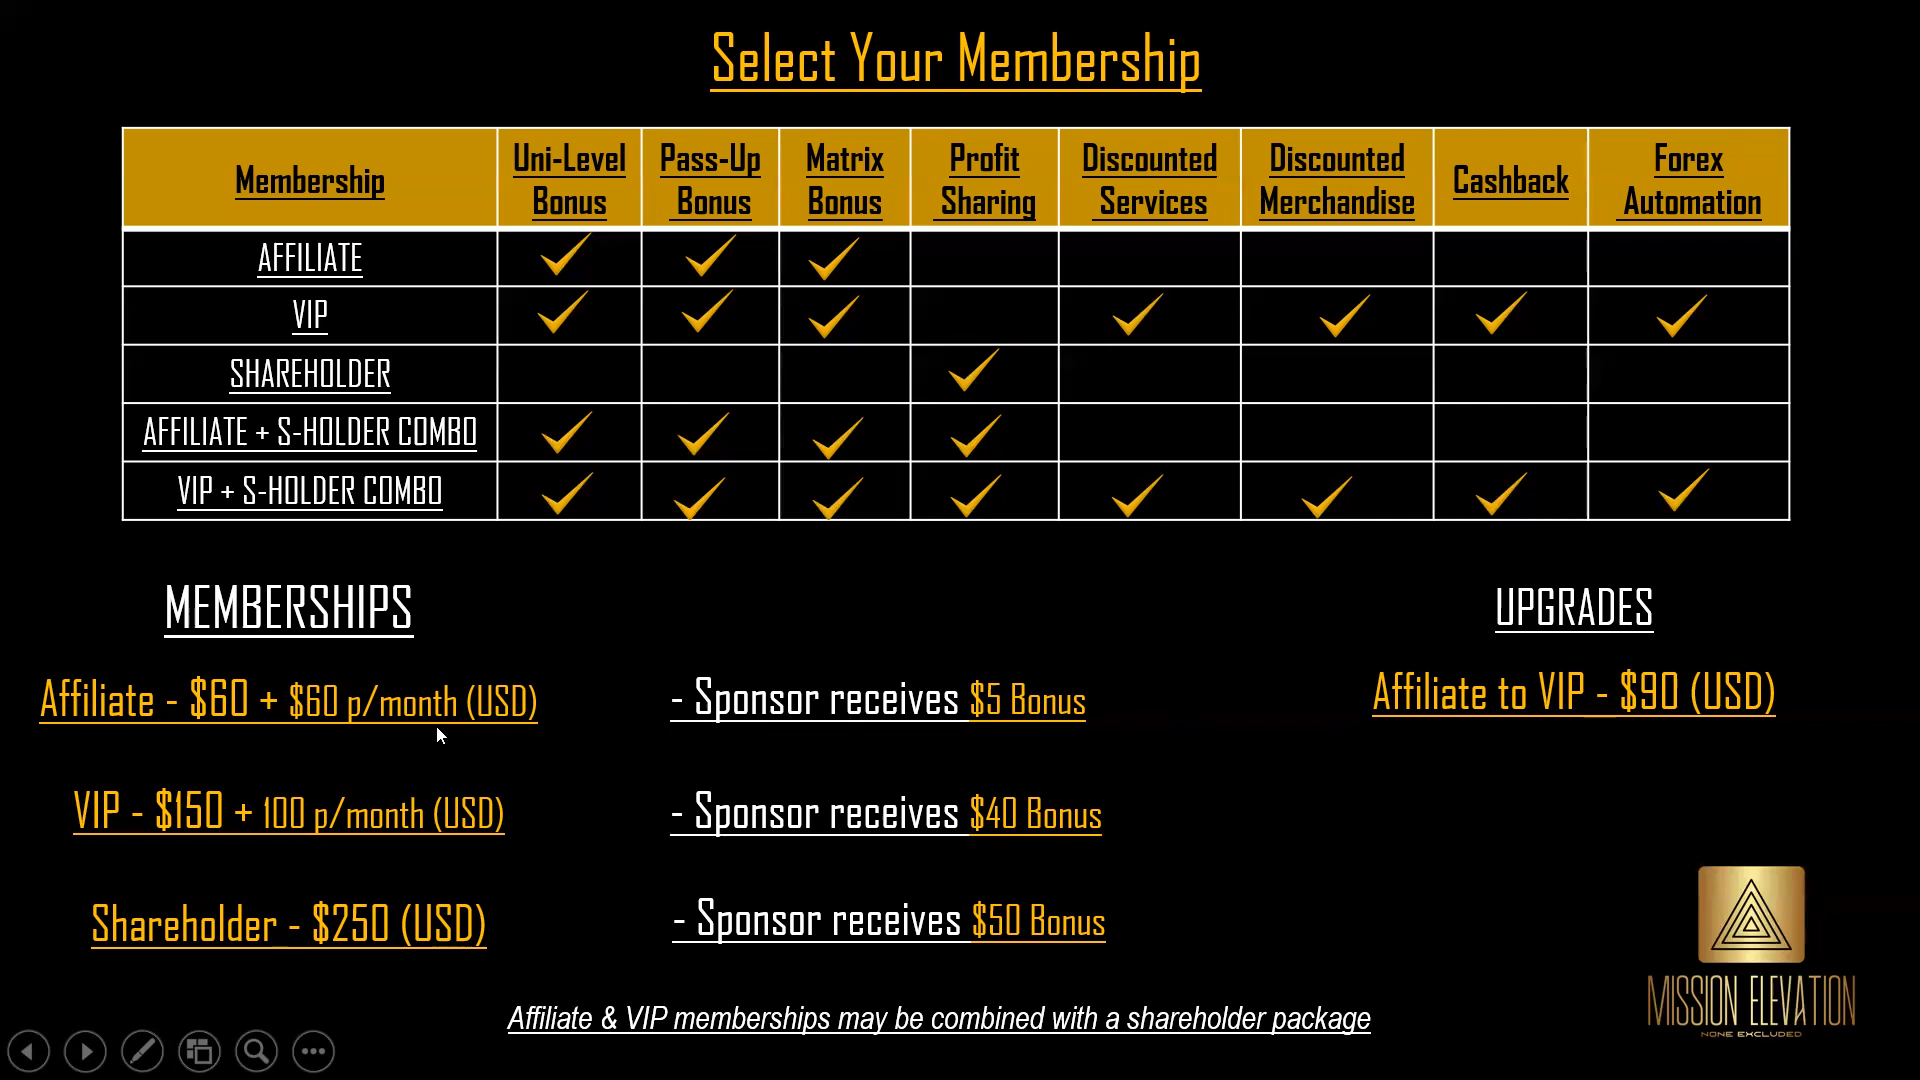 Select Your Membership
Membership
Uni-Level Bonus
Pass-Up Bonus
Matrix Bonus
Profit Sharing
Discounted Services
Discounted Merchandise
Cashback
Forex Automation
AFFILIATE
VIP
SHAREHOLDER
AFFILIATE + S-HOLDER COMBO
VIP + S-HOLDER COMBO
MEMBERSHIPS
UPGRADES
Affiliate - $60 + $60 p/month (USD)
- Sponsor receives $5 Bonus
Affiliate to VIP - $90 (USD)
VIP - $150 + 100 p/month (USD)
- Sponsor receives $40 Bonus
Shareholder - $250 (USD)
- Sponsor receives $50 Bonus
Affiliate & VIP memberships may be combined with a shareholder package
MISSION ELEVATION
NONE EXCLUDED